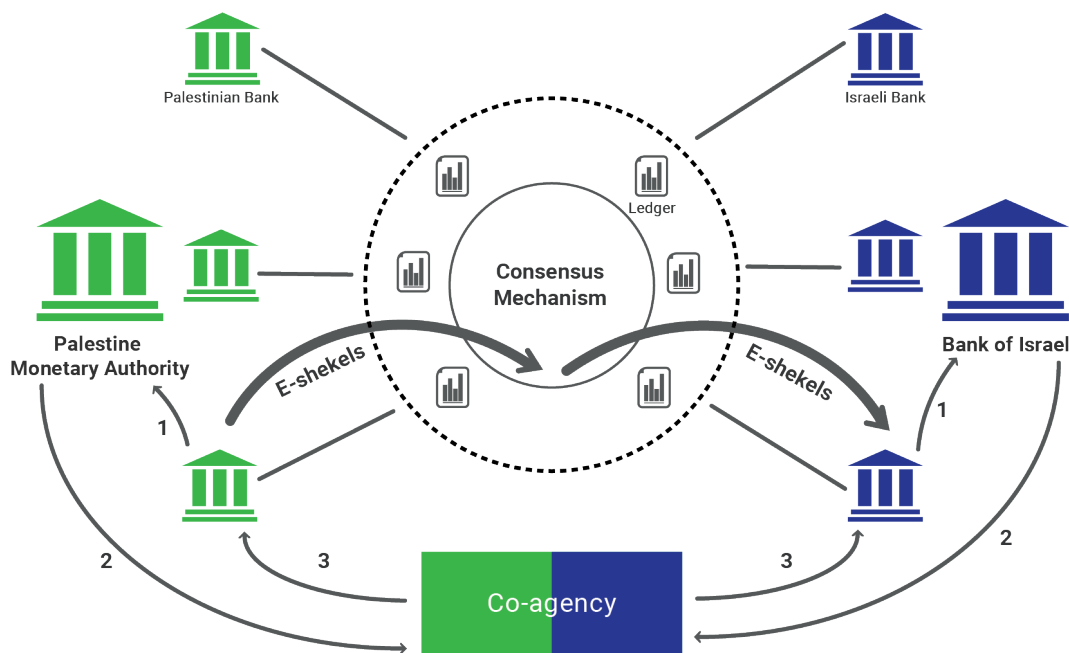 Palestinian Bank
Israeli Bank
Ledger
Consensus
Mechanism
Palestine
Monetary Authority
Bank of Israel
E-shekels
E-shekels
1
1
2
3
3
2
Co-agency